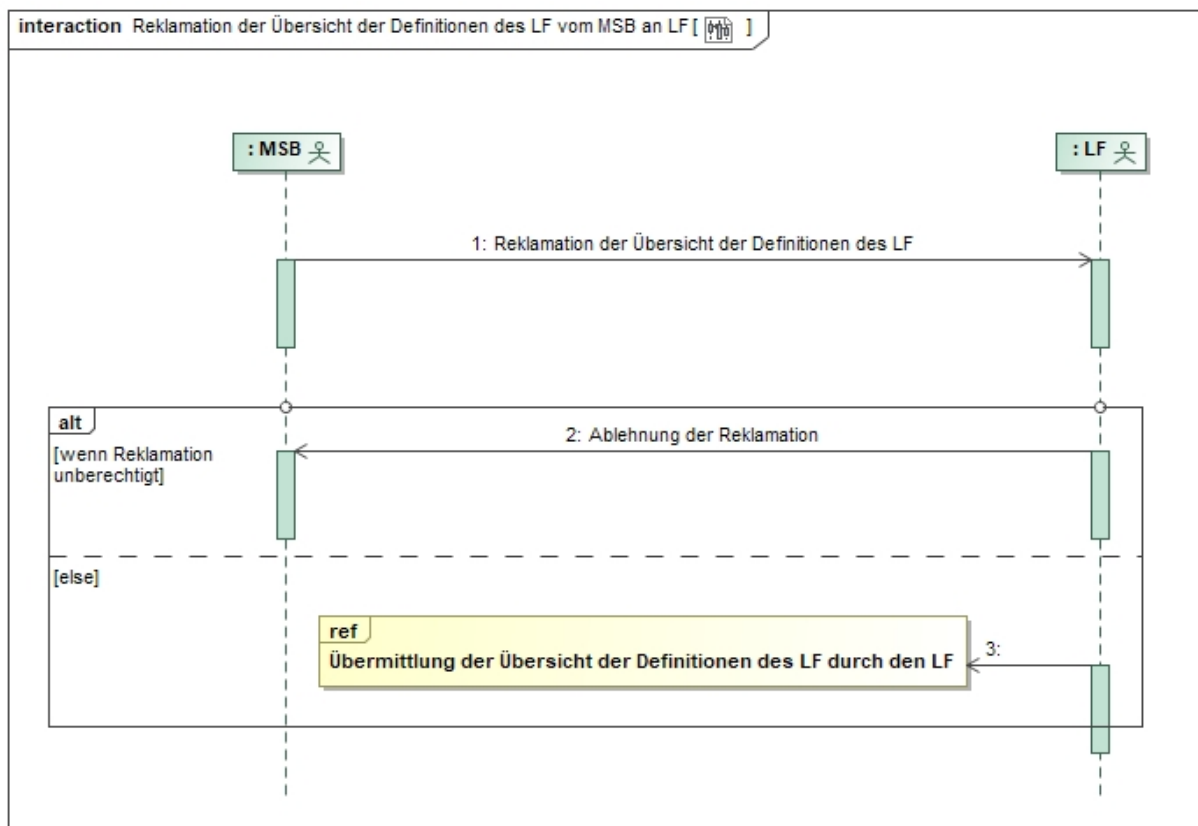 interaction Reklamation der Übersicht der Definitionen des LF vom MSB an LF [ ]
: MSB
: LF
1: Reklamation der Übersicht der Definitionen des LF
alt
2: Ablehnung der Reklamation
[wenn Reklamation
unberechtigt]
[else]
ref
Übermittlung der Übersicht der Definitionen des LF durch den LF
3: